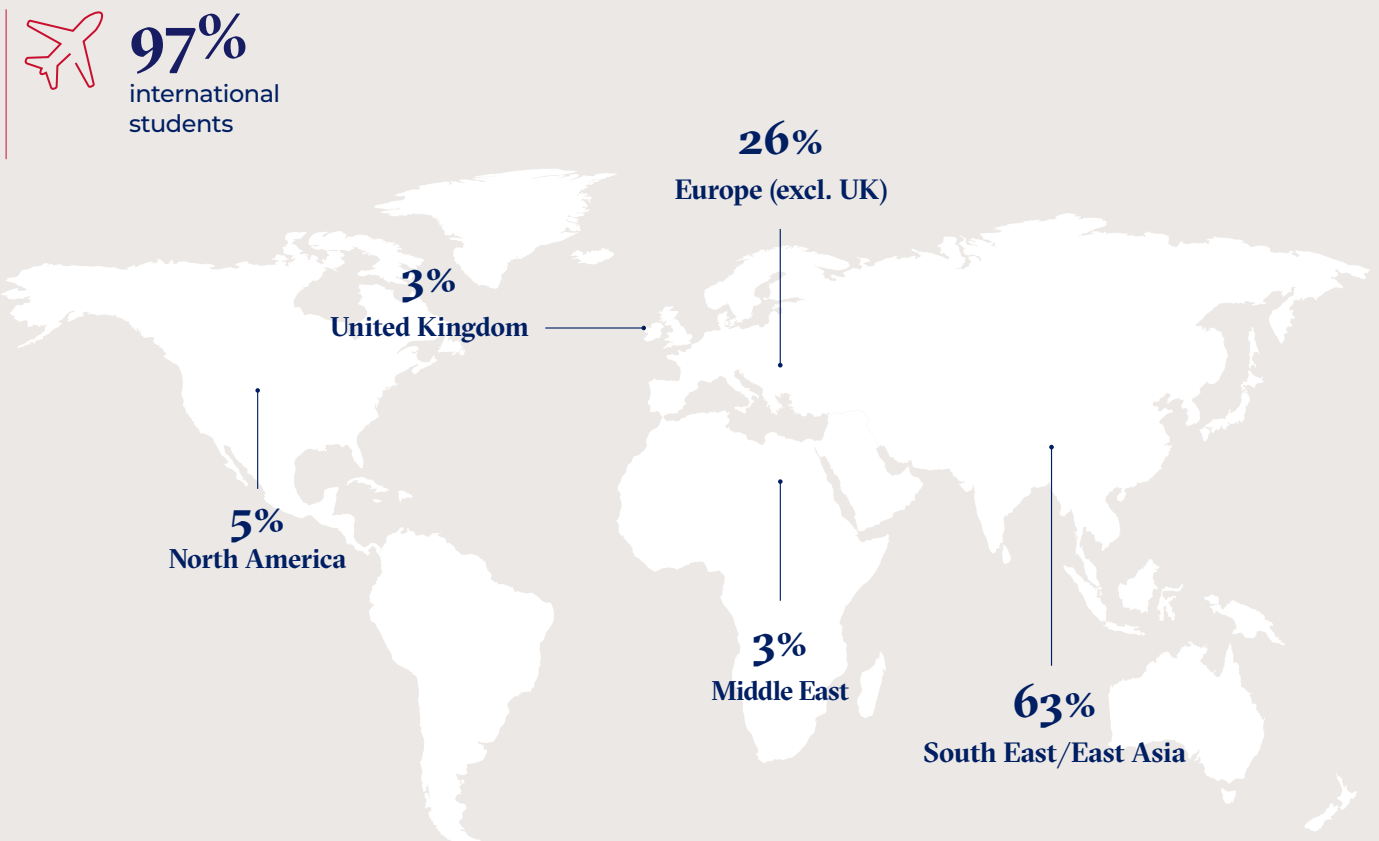 97%
international
students
26%
Europe (excl. UK)
3%
United Kingdom
5%
North America
3%
Middle East
63%
South East/East Asia